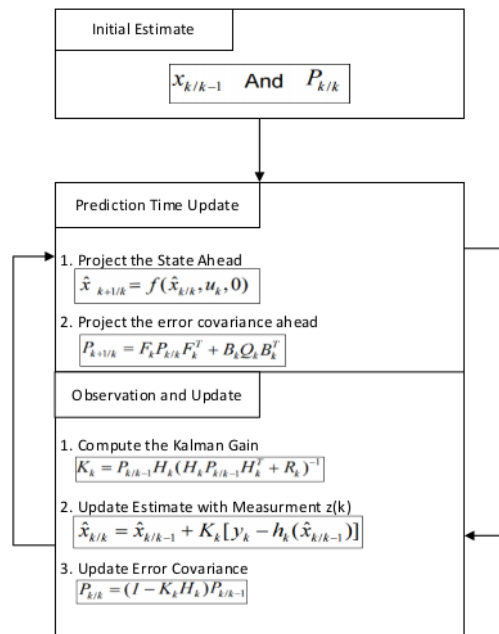 Initial Estimate
x_{k/k-1} And P_{k/k}
Prediction Time Update
1. Project the State Ahead
x̂_{k+1/k} = f(x̂_{k/k}, u_k, 0)
2. Project the error covariance ahead
P_{k+1/k} = F_k P_{k/k} F_k^T + B_k Q_k B_k^T
Observation and Update
1. Compute the Kalman Gain
K_k = P_{k/k-1} H_k (H_k P_{k/k-1} H_k^T + R_k)^{-1}
2. Update Estimate with Measurment z(k)
x̂_{k/k} = x̂_{k/k-1} + K_k [y_k - h_k(x̂_{k/k-1})]
3. Update Error Covariance
P_{k/k} = (I - K_k H_k) P_{k/k-1}